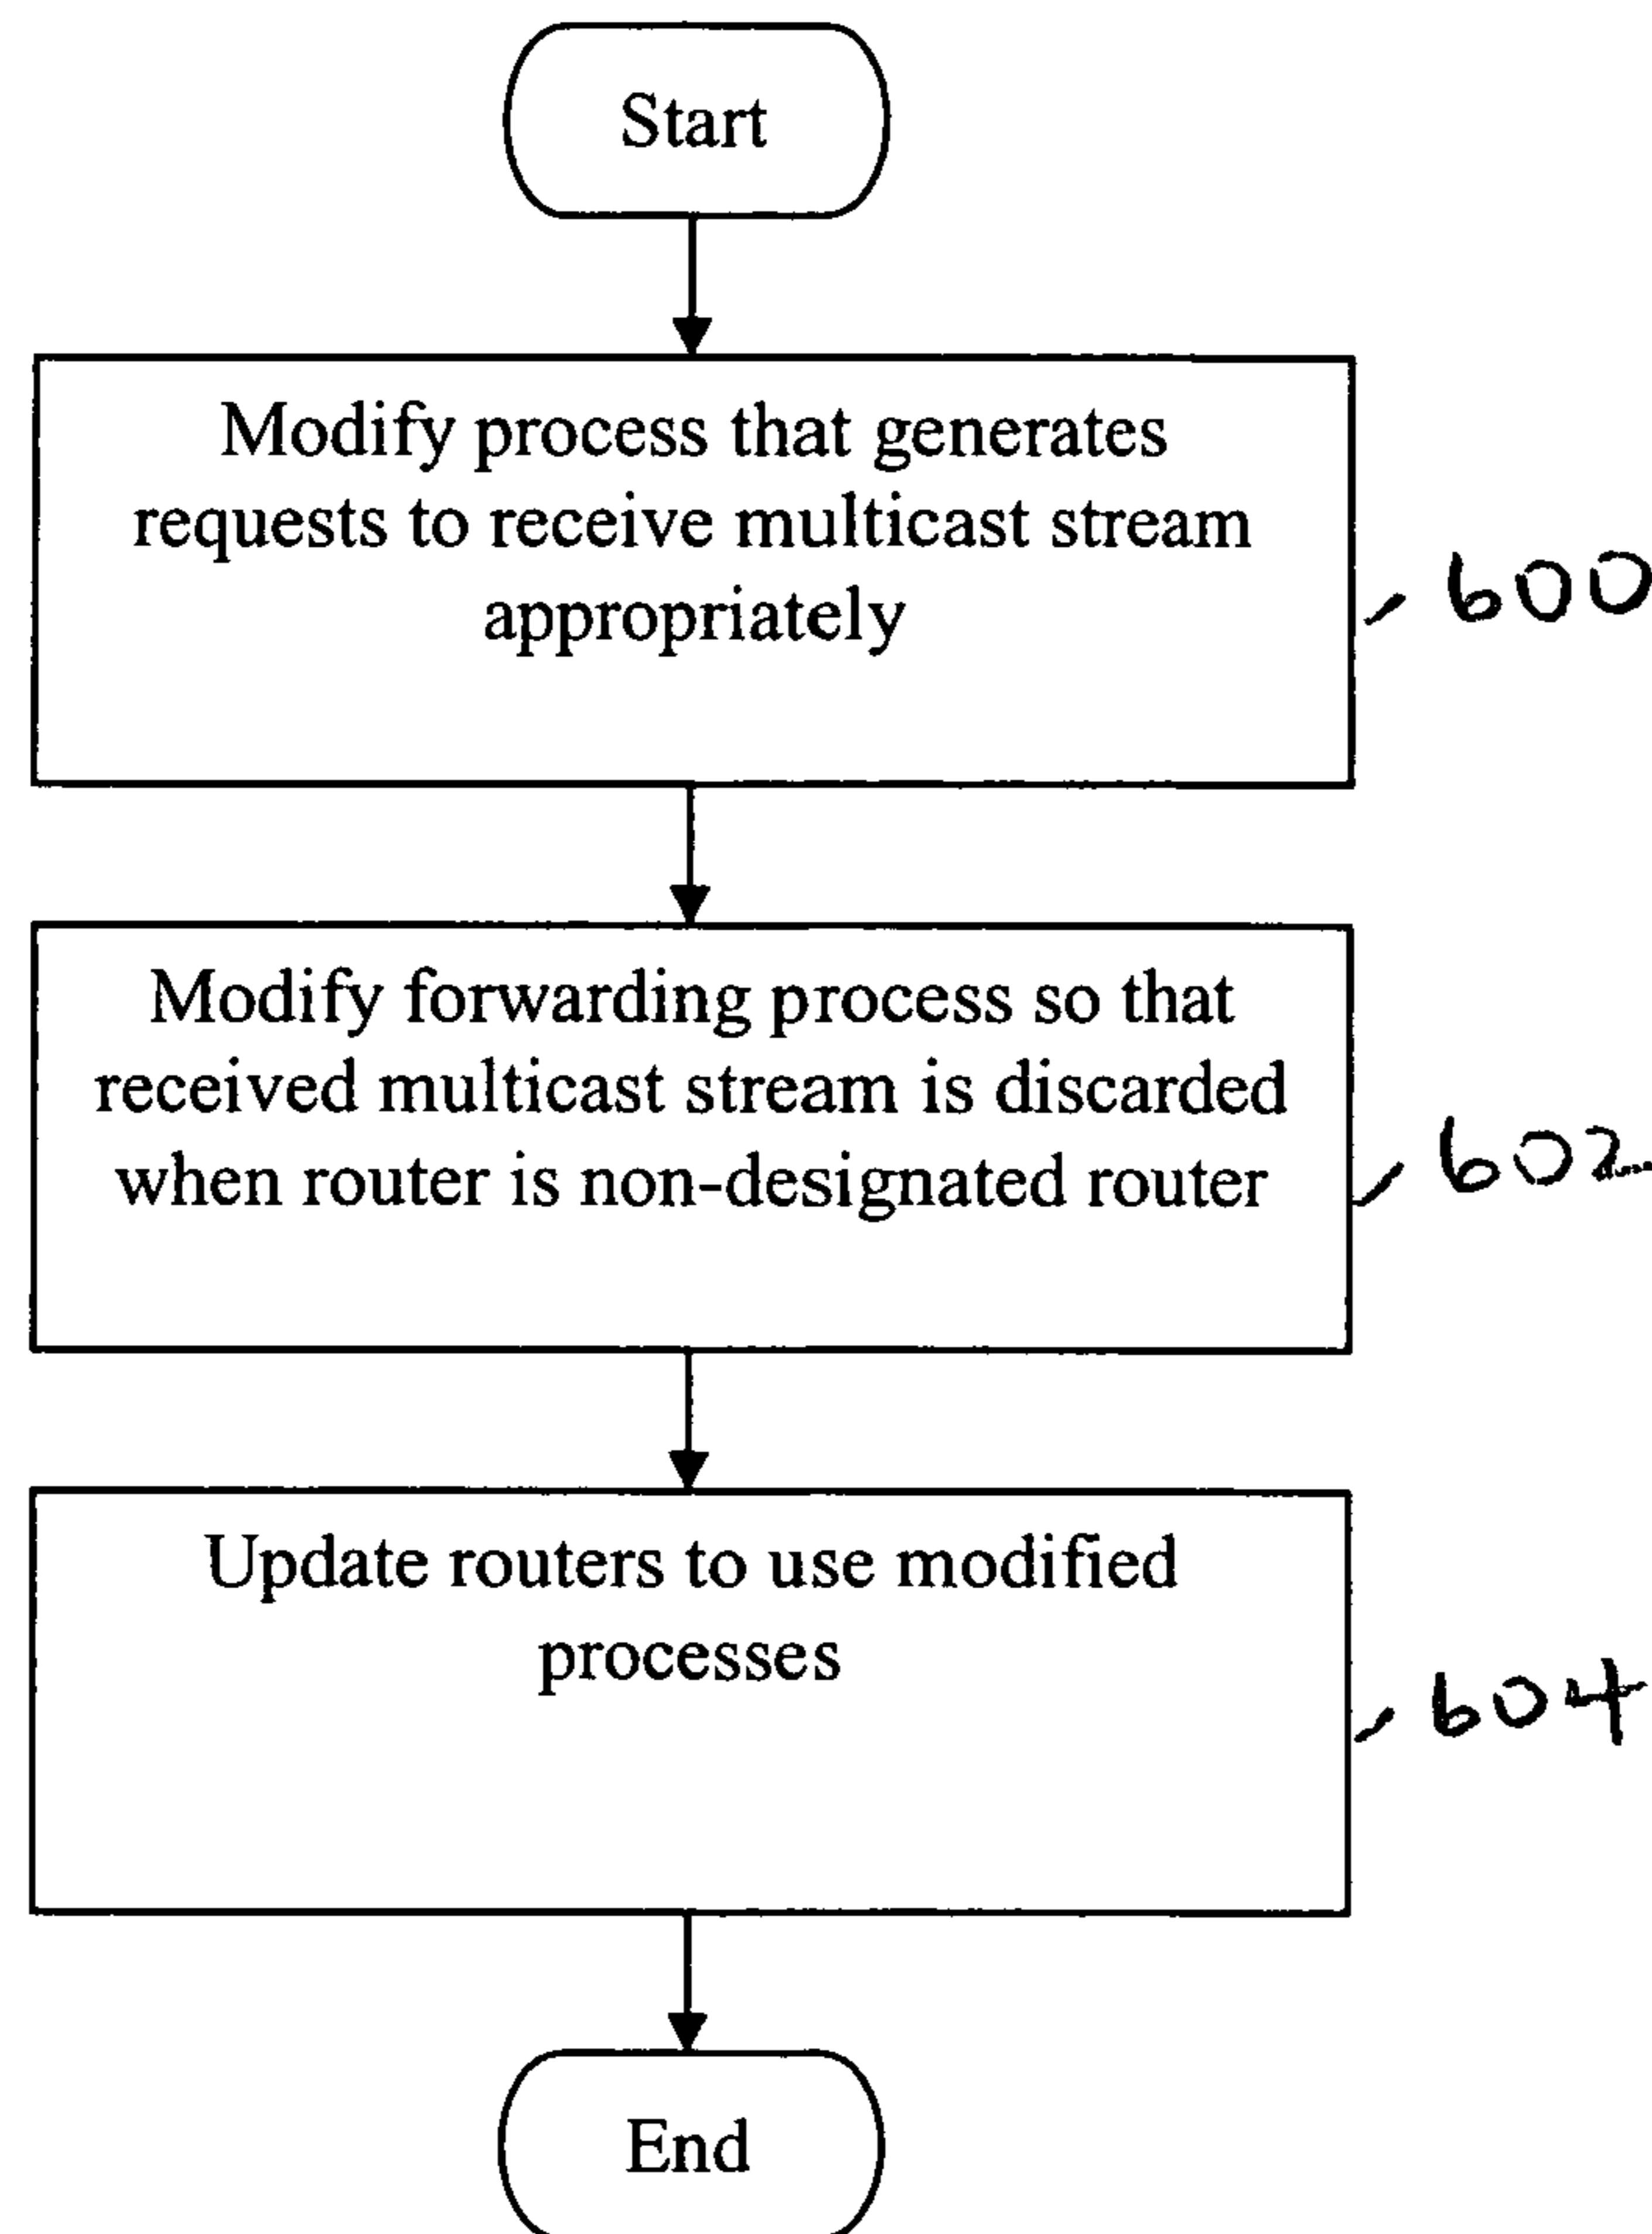 Start
Modify process that generates
requests to receive multicast stream
appropriately
600
Modify forwarding process so that
received multicast stream is discarded
when router is non-designated router
602
Update routers to use modified
processes
604
End